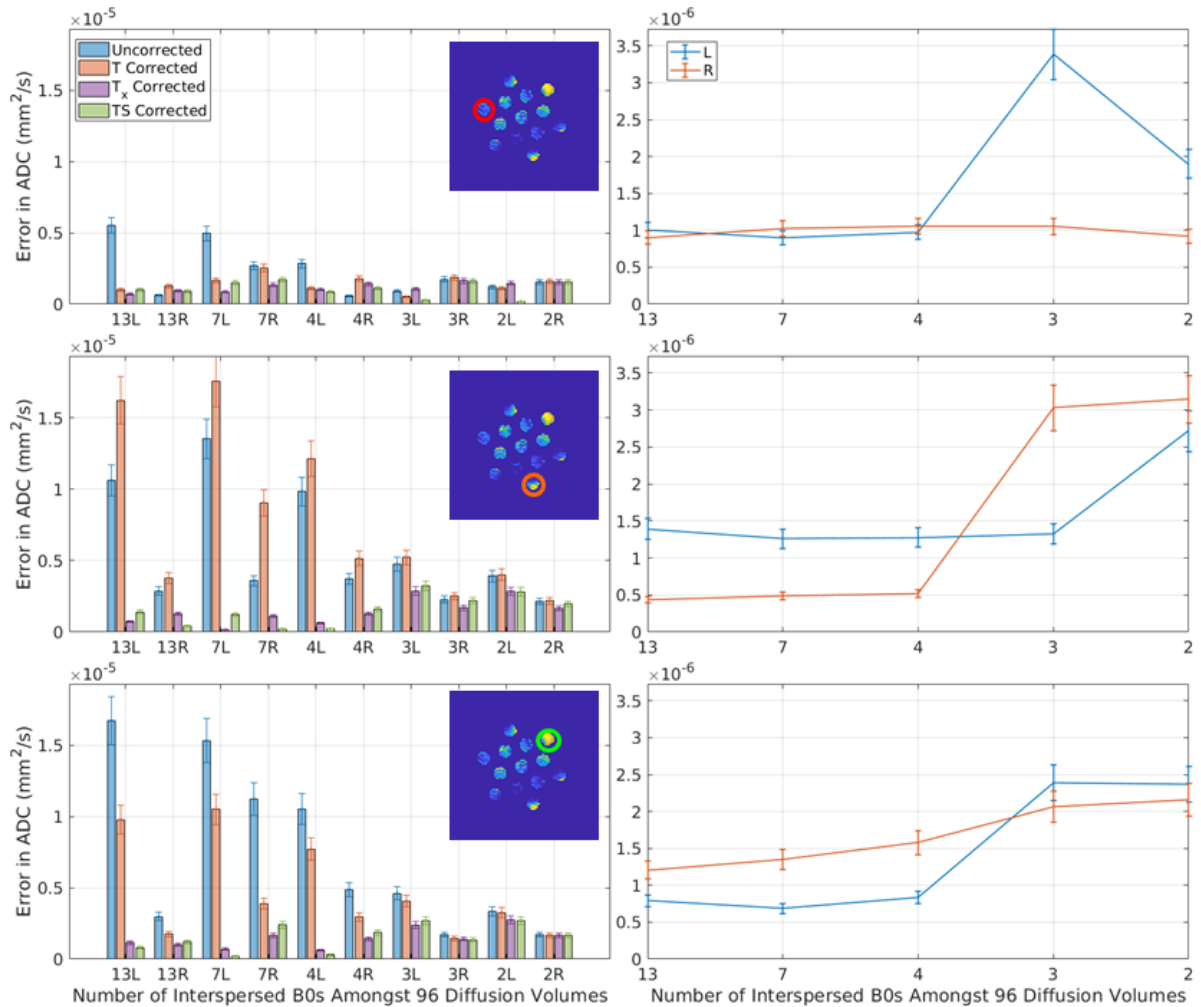 ×10⁻⁵
Error in ADC (mm²/s)
1.5
1
0.5
0
Uncorrected
T Corrected
Tₓ Corrected
TS Corrected
13L 13R 7L 7R 4L 4R 3L 3R 2L 2R
×10⁻⁶
3.5
3
2.5
2
1.5
1
0.5
0
L
R
13 7 4 3 2
×10⁻⁵
Error in ADC (mm²/s)
1.5
1
0.5
0
13L 13R 7L 7R 4L 4R 3L 3R 2L 2R
×10⁻⁶
3.5
3
2.5
2
1.5
1
0.5
0
13 7 4 3 2
×10⁻⁵
Error in ADC (mm²/s)
1.5
1
0.5
0
13L 13R 7L 7R 4L 4R 3L 3R 2L 2R
Number of Interspersed B0s Amongst 96 Diffusion Volumes
×10⁻⁶
3.5
3
2.5
2
1.5
1
0.5
0
13 7 4 3 2
Number of Interspersed B0s Amongst 96 Diffusion Volumes